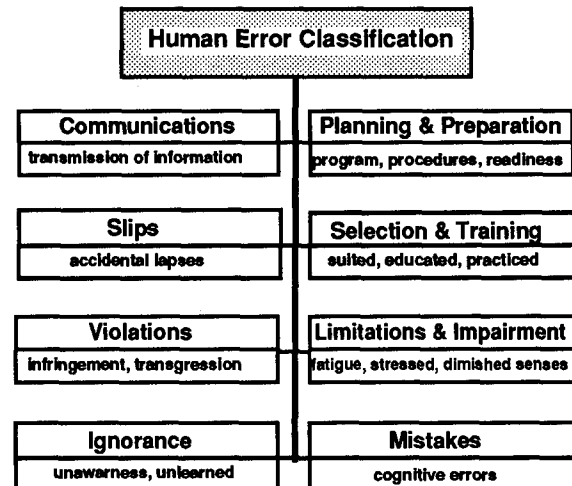 Human Error Classification
Communications
transmission of information
Planning & Preparation
program, procedures, readiness
Slips
accidental lapses
Selection & Training
suited, educated, practiced
Violations
infringement, transgression
Limitations & Impairment
fatigue, stressed, dimished senses
Ignorance
unawarness, unlearned
Mistakes
cognitive errors